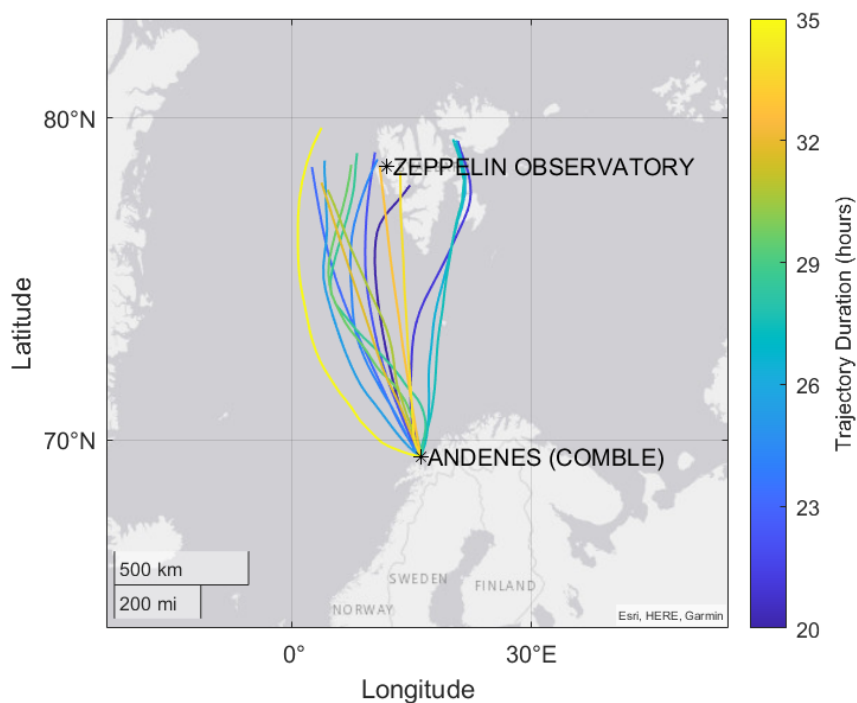 80°N
70°N
Latitude
ZEPPELIN OBSERVATORY
ANDENES (COMBLE)
SWEDEN
FINLAND
NORWAY
500 km
200 mi
Esri, HERE, Garmin
0°
30°E
Longitude
35
32
29
26
23
20
Trajectory Duration (hours)